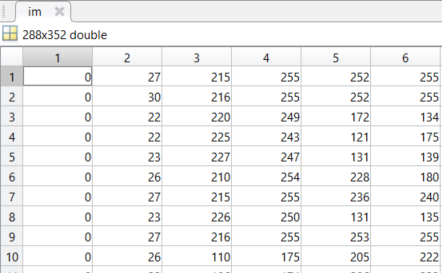 im
288x352 double
1 2 3 4 5 6
1 0 27 215 255 252 255
2 0 30 216 255 252 255
3 0 22 220 249 172 134
4 0 22 225 243 121 175
5 0 23 227 247 131 139
6 0 26 210 254 228 180
7 0 27 215 255 236 240
8 0 23 226 250 131 135
9 0 27 216 255 253 255
10 0 26 110 175 205 222